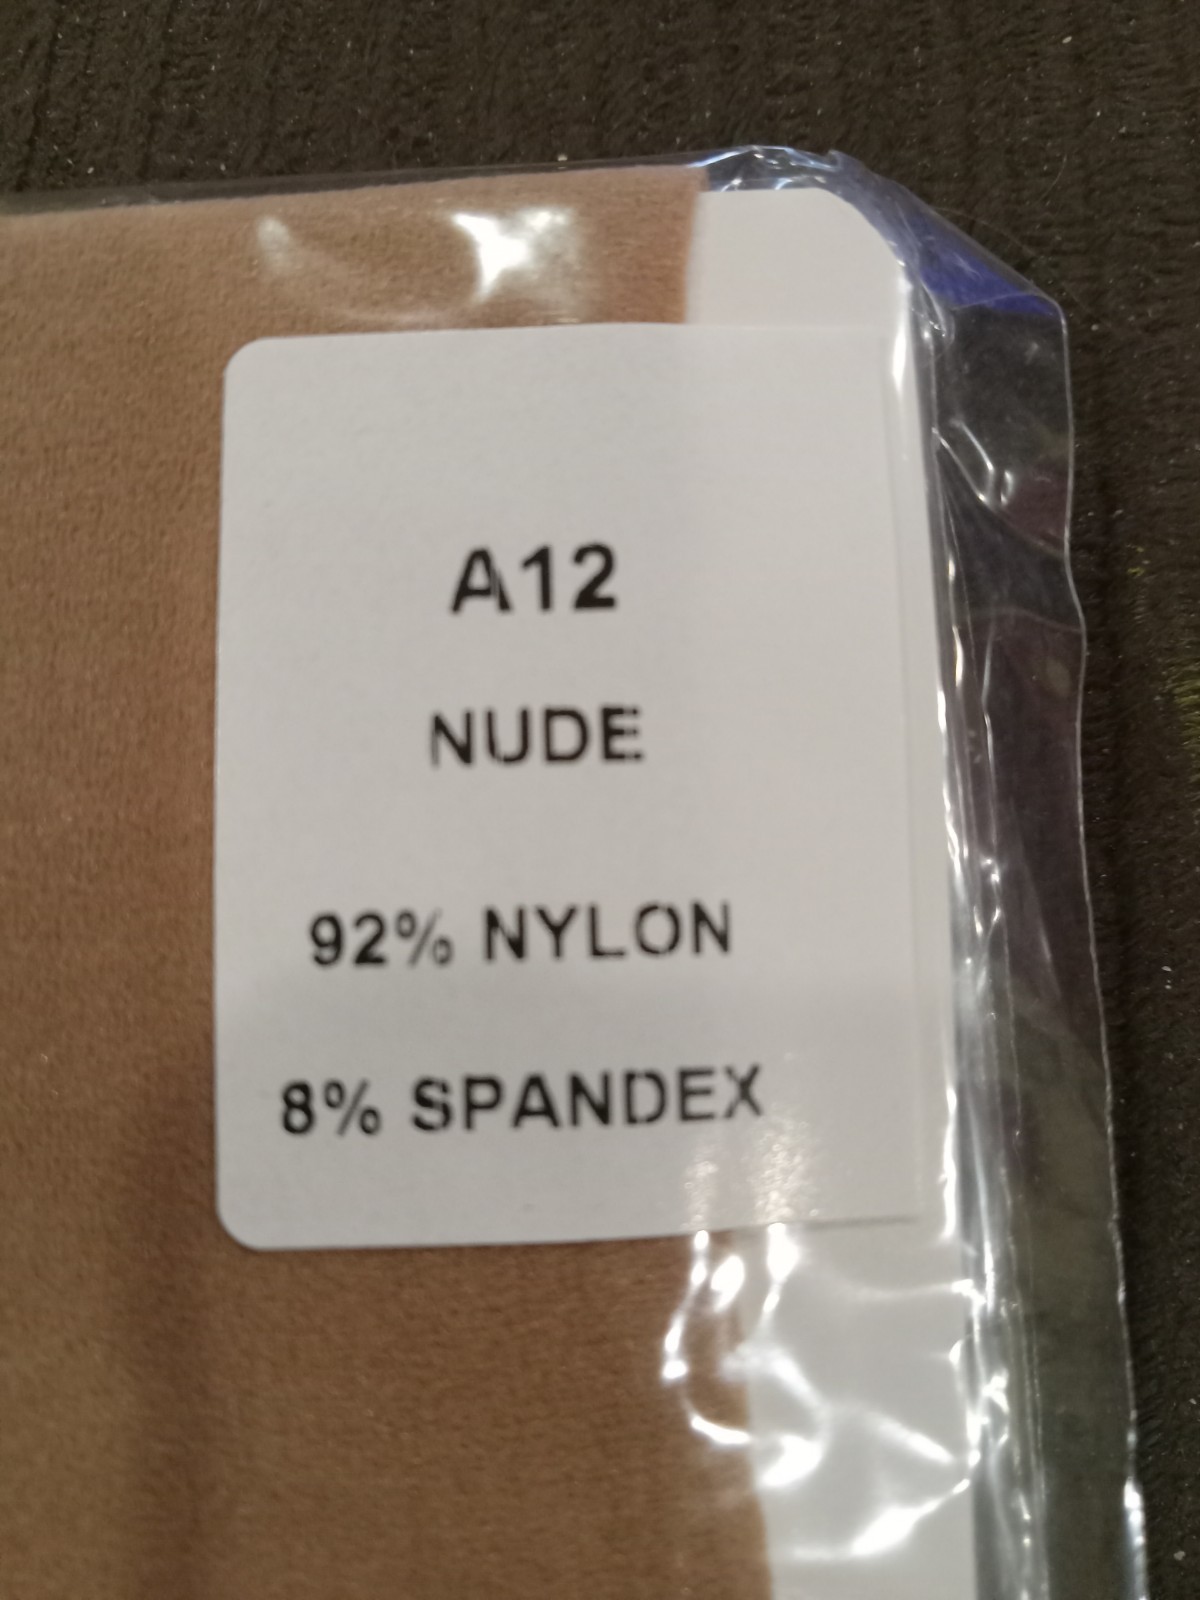 A12
NUDE
92% NYLON
8% SPANDEX